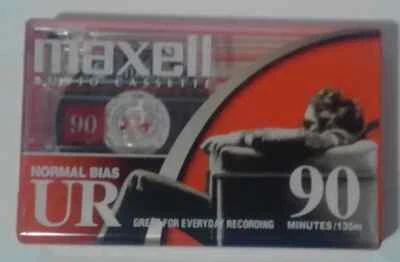 maxell
AUDIO CASSETTE
90
NORMAL BIAS
UR
90
GREAT FOR EVERYDAY RECORDING
MINUTES/135m